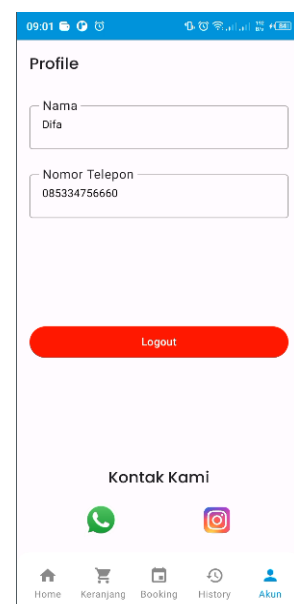 09:01
Profile
Nama
Difa
Nomor Telepon
085334756660
Logout
Kontak Kami
Home Keranjang Booking History Akun